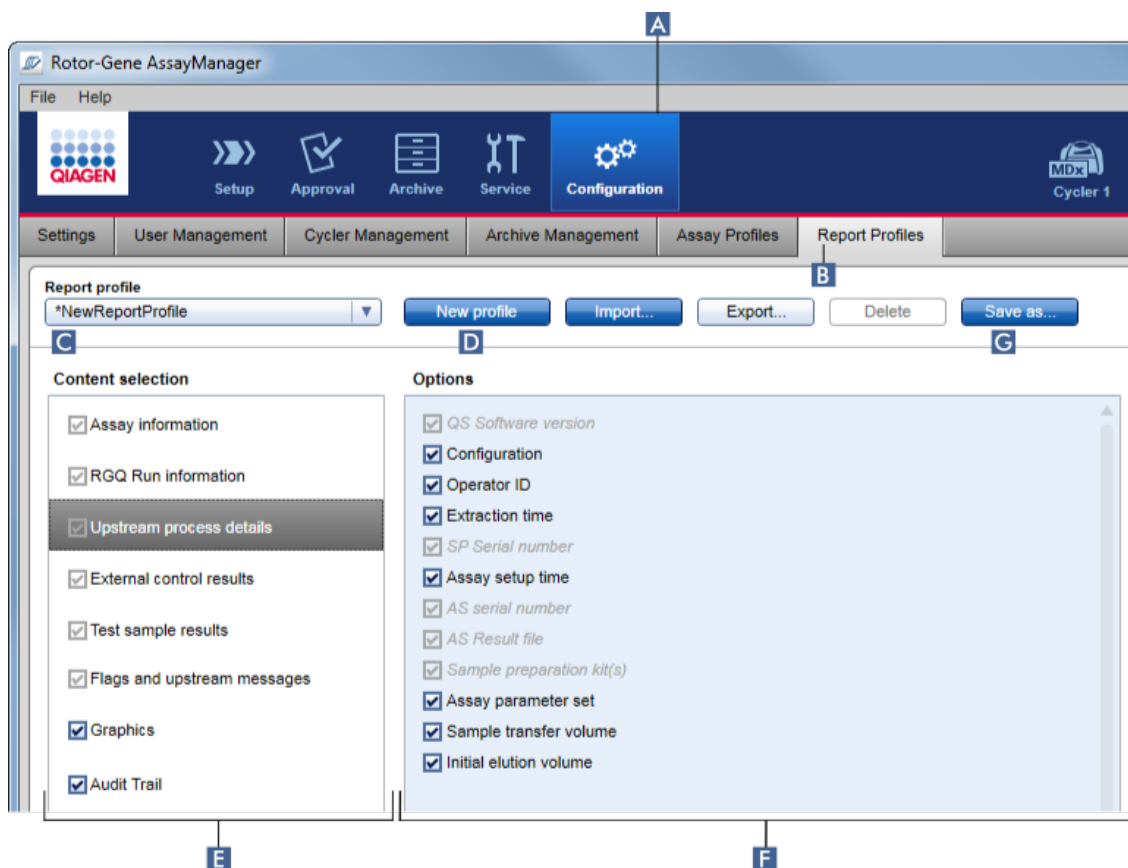 A
Rotor-Gene AssayManager
File Help
QIAGEN
Setup Approval Archive Service Configuration
MDx
Cycler 1
Settings User Management Cycler Management Archive Management Assay Profiles Report Profiles
B
Report profile
*NewReportProfile New profile Import... Export... Delete Save as...
C D G
Content selection
Assay information
RGQ Run information
Upstream process details
External control results
Test sample results
Flags and upstream messages
Graphics
Audit Trail
E
Options
QS Software version
Configuration
Operator ID
Extraction time
SP Serial number
Assay setup time
AS serial number
AS Result file
Sample preparation kit(s)
Assay parameter set
Sample transfer volume
Initial elution volume
F